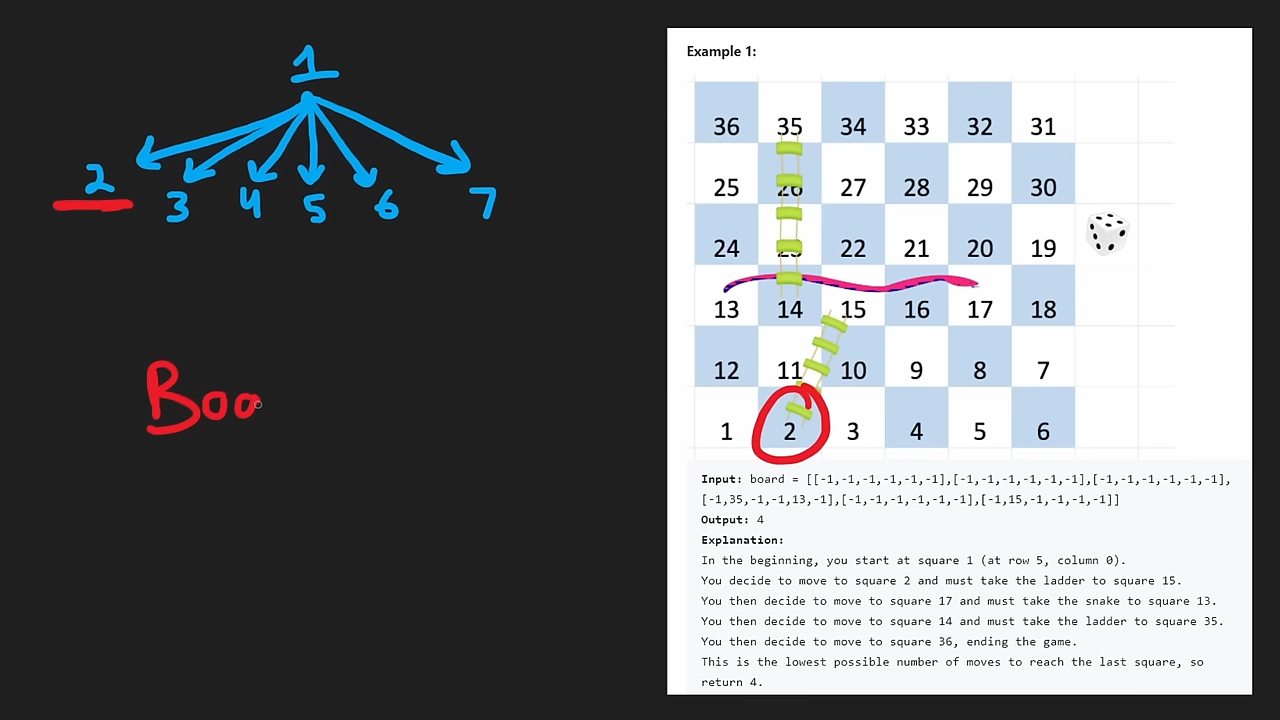 1
2 3 4 5 6 7
Boo
Example 1:
36 35 34 33 32 31
25 26 27 28 29 30
24 23 22 21 20 19
13 14 15 16 17 18
12 11 10 9 8 7
1 2 3 4 5 6
Input: board = [[-1,-1,-1,-1,-1,-1],[-1,-1,-1,-1,-1,-1],[-1,-1,-1,-1,-1,-1],
[-1,35,-1,-1,13,-1],[-1,-1,-1,-1,-1,-1],[-1,15,-1,-1,-1,-1]]
Output: 4
Explanation:
In the beginning, you start at square 1 (at row 5, column 0).
You decide to move to square 2 and must take the ladder to square 15.
You then decide to move to square 17 and must take the snake to square 13.
You then decide to move to square 14 and must take the ladder to square 35.
You then decide to move to square 36, ending the game.
This is the lowest possible number of moves to reach the last square, so
return 4.